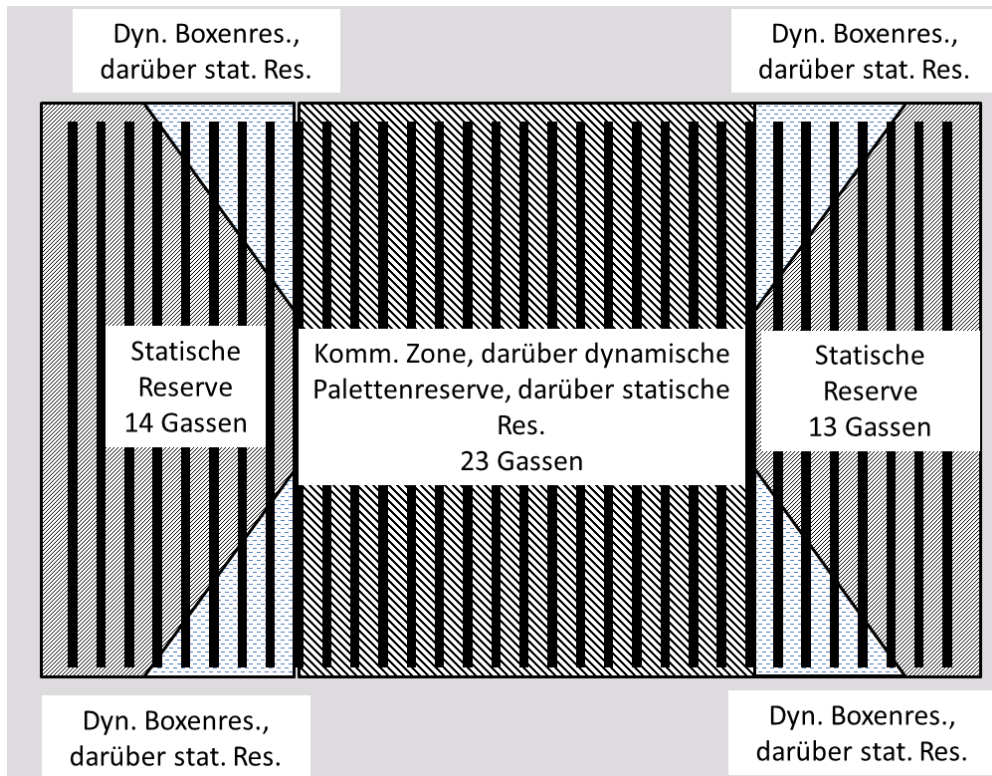 Dyn. Boxenres.,
darüber stat. Res.
Dyn. Boxenres.,
darüber stat. Res.
Statische
Reserve
14 Gassen
Komm. Zone, darüber dynamische
Palettenreserve, darüber statische
Res.
23 Gassen
Statische
Reserve
13 Gassen
Dyn. Boxenres.,
darüber stat. Res.
Dyn. Boxenres.,
darüber stat. Res.